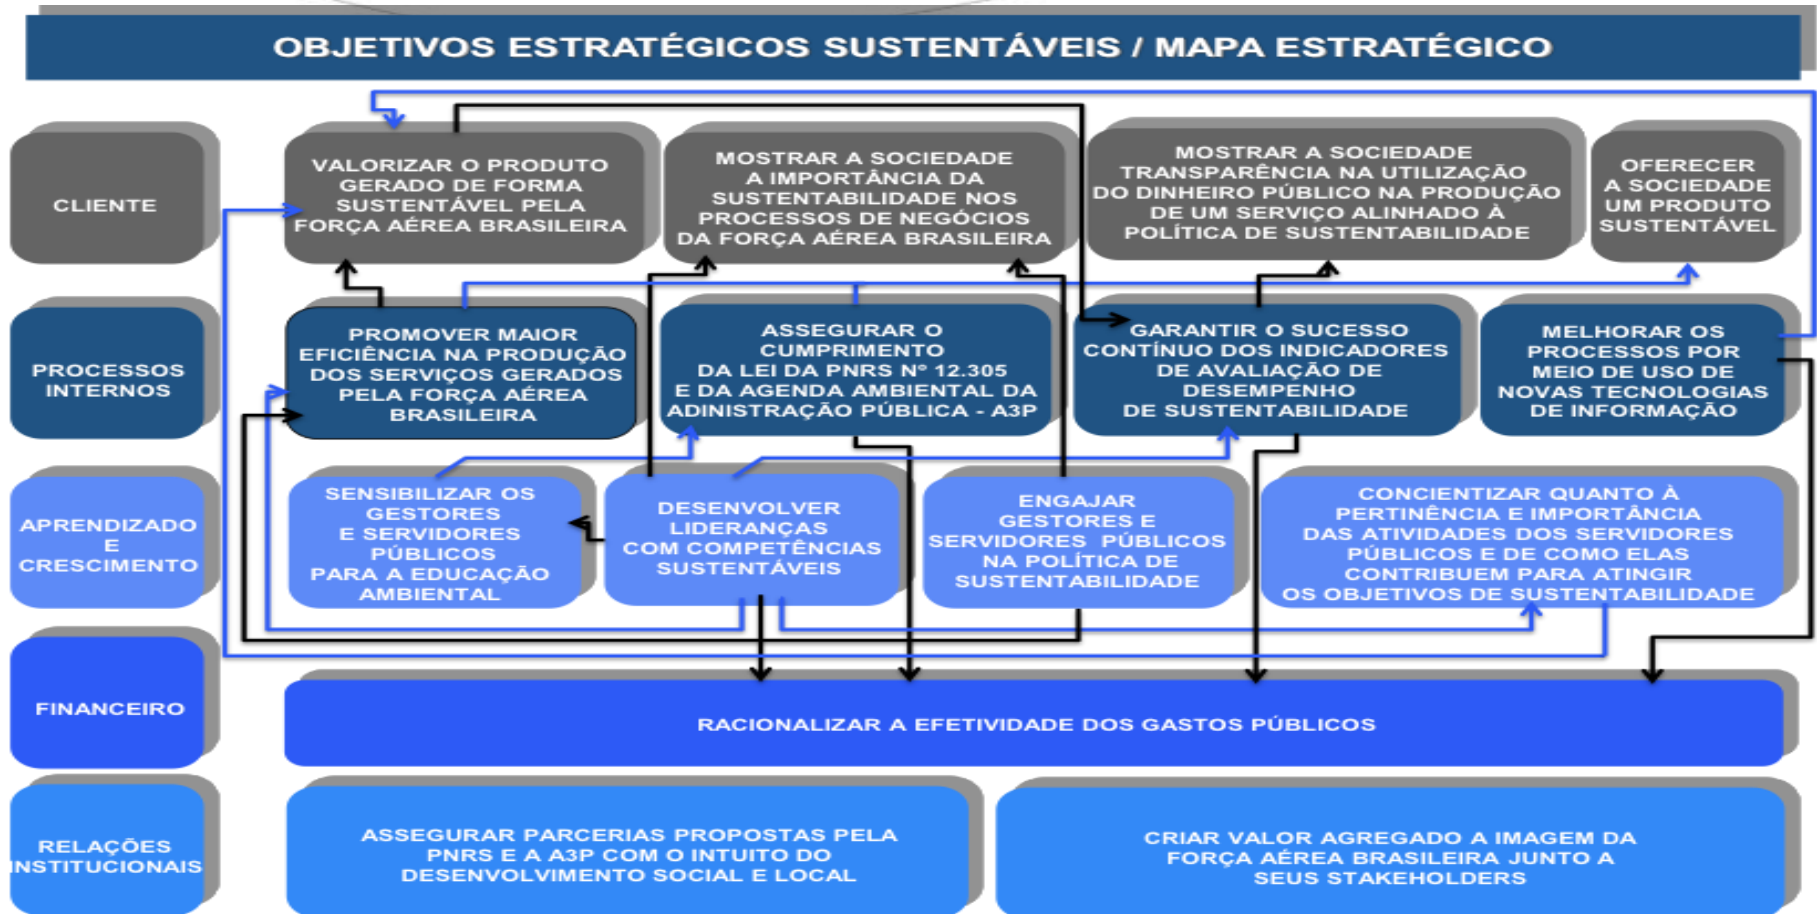 OBJETIVOS ESTRATÉGICOS SUSTENTÁVEIS / MAPA ESTRATÉGICO
CLIENTE
VALORIZAR O PRODUTO
GERADO DE FORMA
SUSTENTÁVEL PELA
FORÇA AÉREA BRASILEIRA
MOSTRAR A SOCIEDADE
A IMPORTÂNCIA DA
SUSTENTABILIDADE NOS
PROCESSOS DE NEGÓCIOS
DA FORÇA AÉREA BRASILEIRA
MOSTRAR A SOCIEDADE
TRANSPARÊNCIA NA UTILIZAÇÃO
DO DINHEIRO PÚBLICO NA PRODUÇÃO
DE UM SERVIÇO ALINHADO À
POLÍTICA DE SUSTENTABILIDADE
OFERECER
A SOCIEDADE
UM PRODUTO
SUSTENTÁVEL
PROCESSOS
INTERNOS
PROMOVER MAIOR
EFICIÊNCIA NA PRODUÇÃO
DOS SERVIÇOS GERADOS
PELA FORÇA AÉREA
BRASILEIRA
ASSEGURAR O
CUMPRIMENTO
DA LEI DA PNRS Nº 12.305
E DA AGENDA AMBIENTAL DA
ADINISTRAÇÃO PÚBLICA - A3P
GARANTIR O SUCESSO
CONTÍNUO DOS INDICADORES
DE AVALIAÇÃO DE
DESEMPENHO
DE SUSTENTABILIDADE
MELHORAR OS
PROCESSOS POR
MEIO DE USO DE
NOVAS TECNOLOGIAS
DE INFORMAÇÃO
APRENDIZADO
E
CRESCIMENTO
SENSIBILIZAR OS
GESTORES
E SERVIDORES
PÚBLICOS
PARA A EDUCAÇÃO
AMBIENTAL
DESENVOLVER
LIDERANÇAS
COM COMPETÊNCIAS
SUSTENTÁVEIS
ENGAJAR
GESTORES E
SERVIDORES PÚBLICOS
NA POLÍTICA DE
SUSTENTABILIDADE
CONCIENTIZAR QUANTO À
PERTINÊNCIA E IMPORTÂNCIA
DAS ATIVIDADES DOS SERVIDORES
PÚBLICOS E DE COMO ELAS
CONTRIBUEM PARA ATINGIR
OS OBJETIVOS DE SUSTENTABILIDADE
FINANCEIRO
RACIONALIZAR A EFETIVIDADE DOS GASTOS PÚBLICOS
RELAÇÕES
INSTITUCIONAIS
ASSEGURAR PARCERIAS PROPOSTAS PELA
PNRS E A A3P COM O INTUITO DO
DESENVOLVIMENTO SOCIAL E LOCAL
CRIAR VALOR AGREGADO A IMAGEM DA
FORÇA AÉREA BRASILEIRA JUNTO A
SEUS STAKEHOLDERS